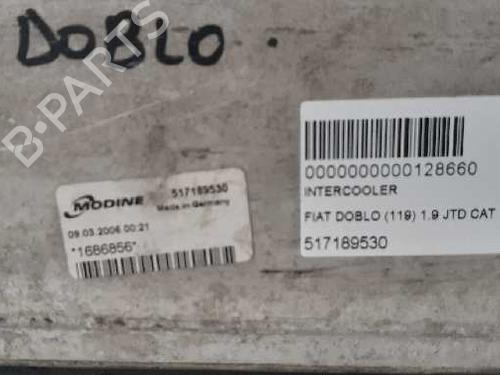 DOBLO.
B-PARTS
MODINE
517189530
Made in Germany
09.03.2006 00:21
*1686856*
0000000000128660
INTERCOOLER
FIAT DOBLO (119) 1.9 JTD CAT
517189530